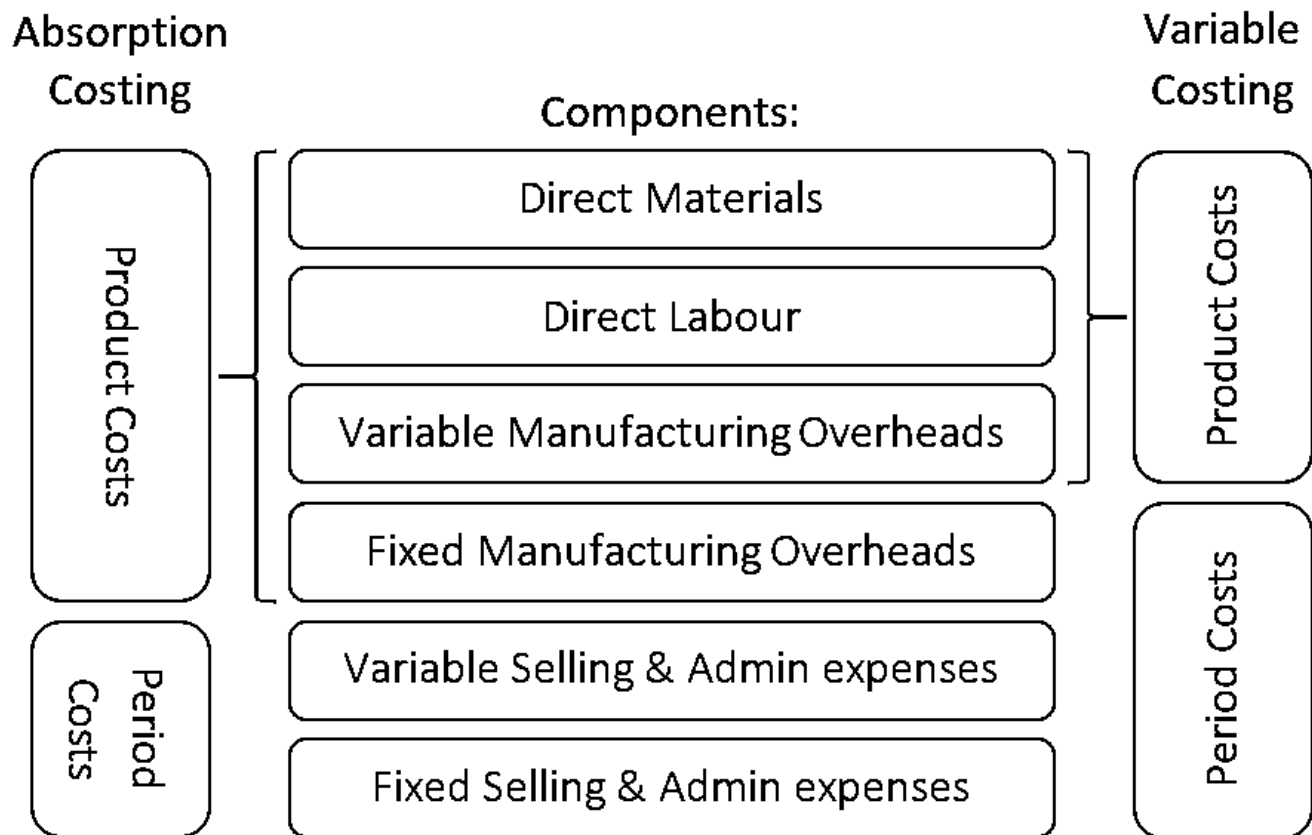 Absorption
Costing
Variable
Costing
Components:
Product Costs
Period
Costs
Direct Materials
Direct Labour
Variable Manufacturing Overheads
Fixed Manufacturing Overheads
Variable Selling & Admin expenses
Fixed Selling & Admin expenses
Product Costs
Period Costs